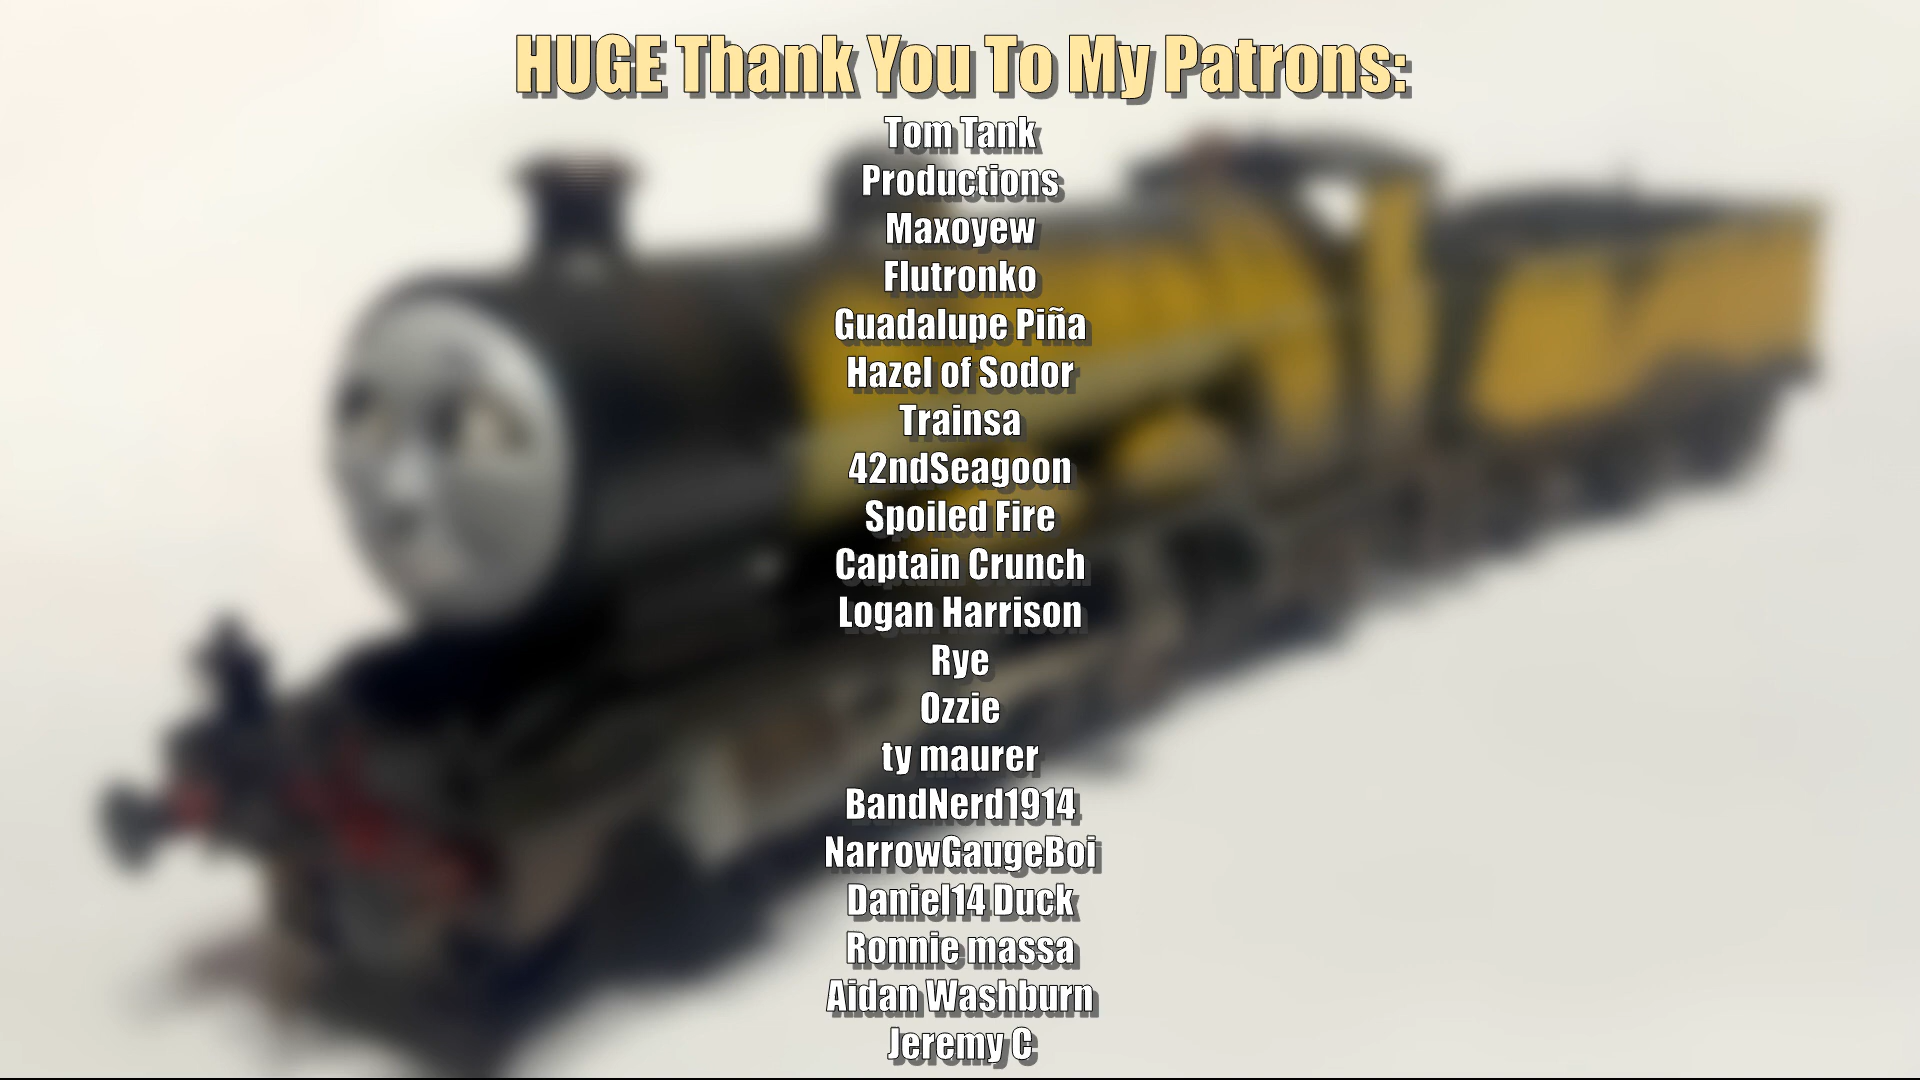 HUGE Thank You To My Patrons:
Tom Tank
Productions
Maxoyew
Flutronko
Guadalupe Piña
Hazel of Sodor
Trainsa
42ndSeagoon
Spoiled Fire
Captain Crunch
Logan Harrison
Rye
Ozzie
ty maurer
BandNerd1914
NarrowGaugeBoi
Daniel14 Duck
Ronnie massa
Aidan Washburn
Jeremy C